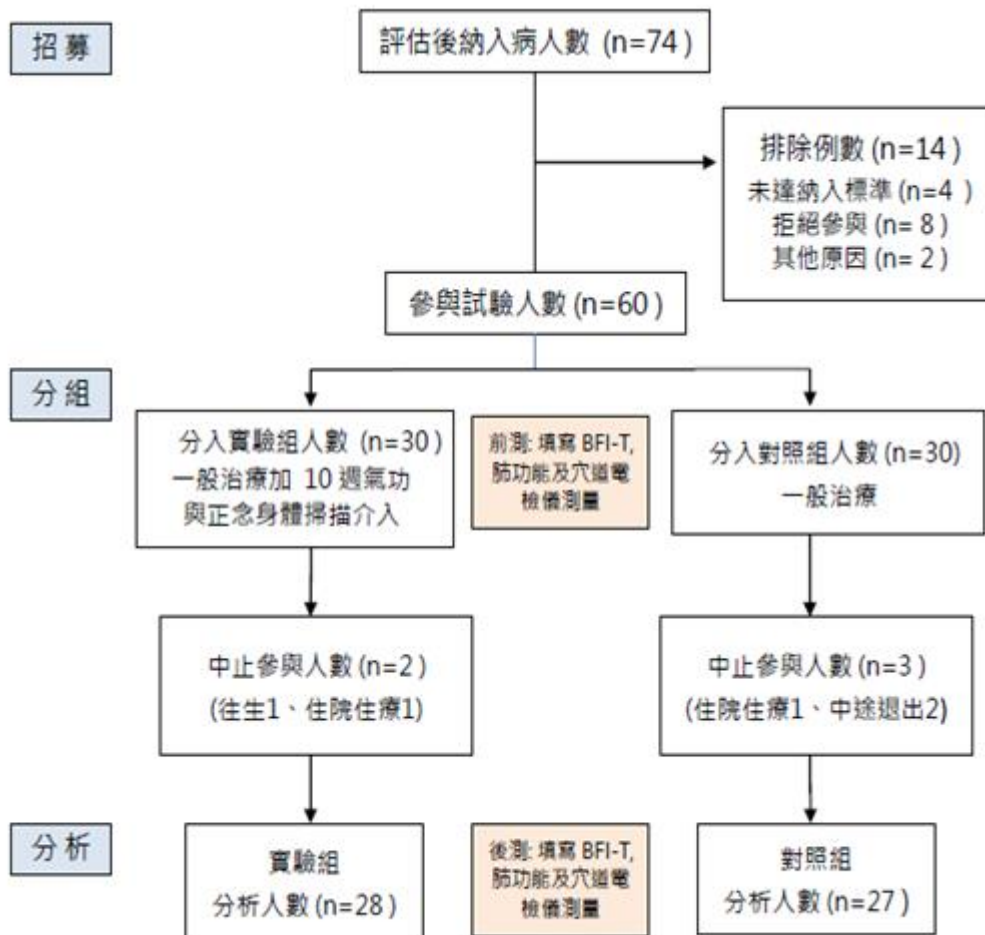 招募
評估後納入病人數 (n=74)
排除例數 (n=14)
未達納入標準 (n=4 )
拒絕參與 (n= 8 )
其他原因 (n= 2 )
參與試驗人數 (n=60 )
分組
分入實驗組人數 (n=30 )
一般治療加 10 週氣功
與正念身體掃描介入
前測: 填寫 BFI-T,
肺功能及穴道電
檢儀測量
分入對照組人數 (n=30)
一般治療
中止參與人數 (n=2 )
(往生1、住院住療1)
中止參與人數 (n=3 )
(住院住療1、中途退出2)
分析
實驗組
分析人數 (n=28 )
後測: 填寫 BFI-T,
肺功能及穴道電
檢儀測量
對照組
分析人數 (n=27 )